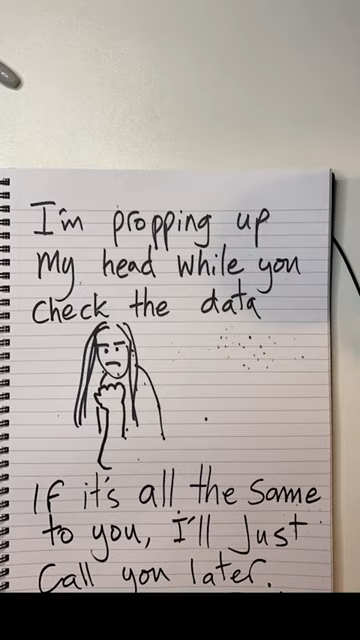 I'm propping up
my head while you
check the data
If it's all the same
to you, I'll just
call you later.